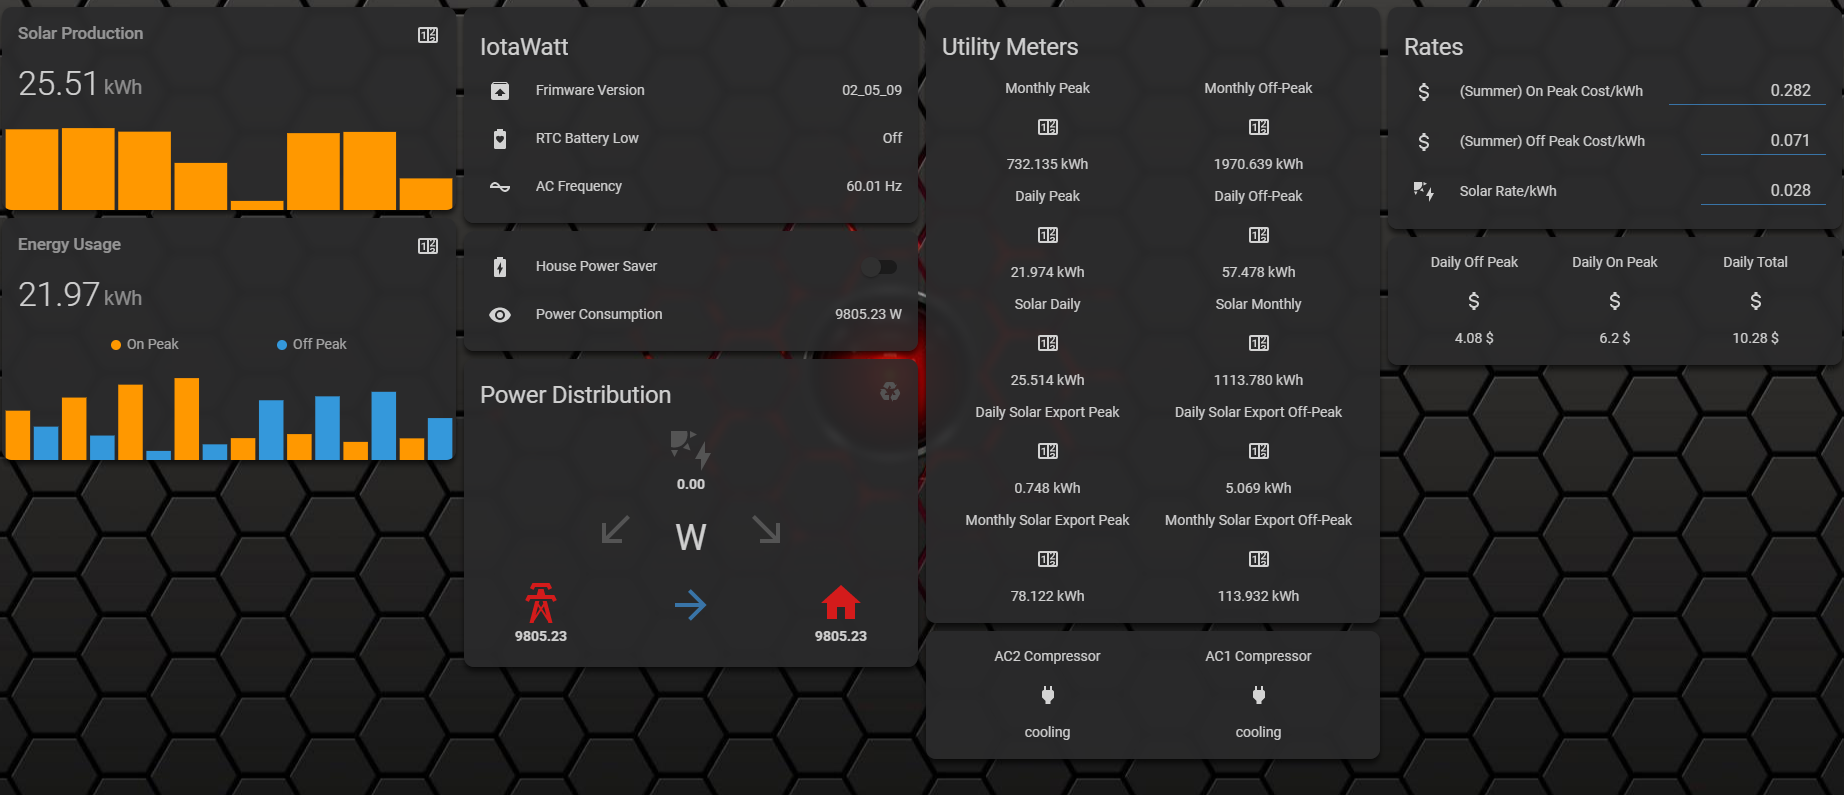 Solar Production
25.51 kWh
Energy Usage
21.97 kWh
On Peak Off Peak
IotaWatt
Frimware Version 02_05_09
RTC Battery Low Off
AC Frequency 60.01 Hz
House Power Saver
Power Consumption 9805.23 W
Power Distribution
0.00
W
9805.23 9805.23
Utility Meters
Monthly Peak Monthly Off-Peak
732.135 kWh 1970.639 kWh
Daily Peak Daily Off-Peak
21.974 kWh 57.478 kWh
Solar Daily Solar Monthly
25.514 kWh 1113.780 kWh
Daily Solar Export Peak Daily Solar Export Off-Peak
0.748 kWh 5.069 kWh
Monthly Solar Export Peak Monthly Solar Export Off-Peak
78.122 kWh 113.932 kWh
AC2 Compressor AC1 Compressor
cooling cooling
Rates
(Summer) On Peak Cost/kWh 0.282
(Summer) Off Peak Cost/kWh 0.071
Solar Rate/kWh 0.028
Daily Off Peak Daily On Peak Daily Total
$ $ $
4.08 $ 6.2 $ 10.28 $